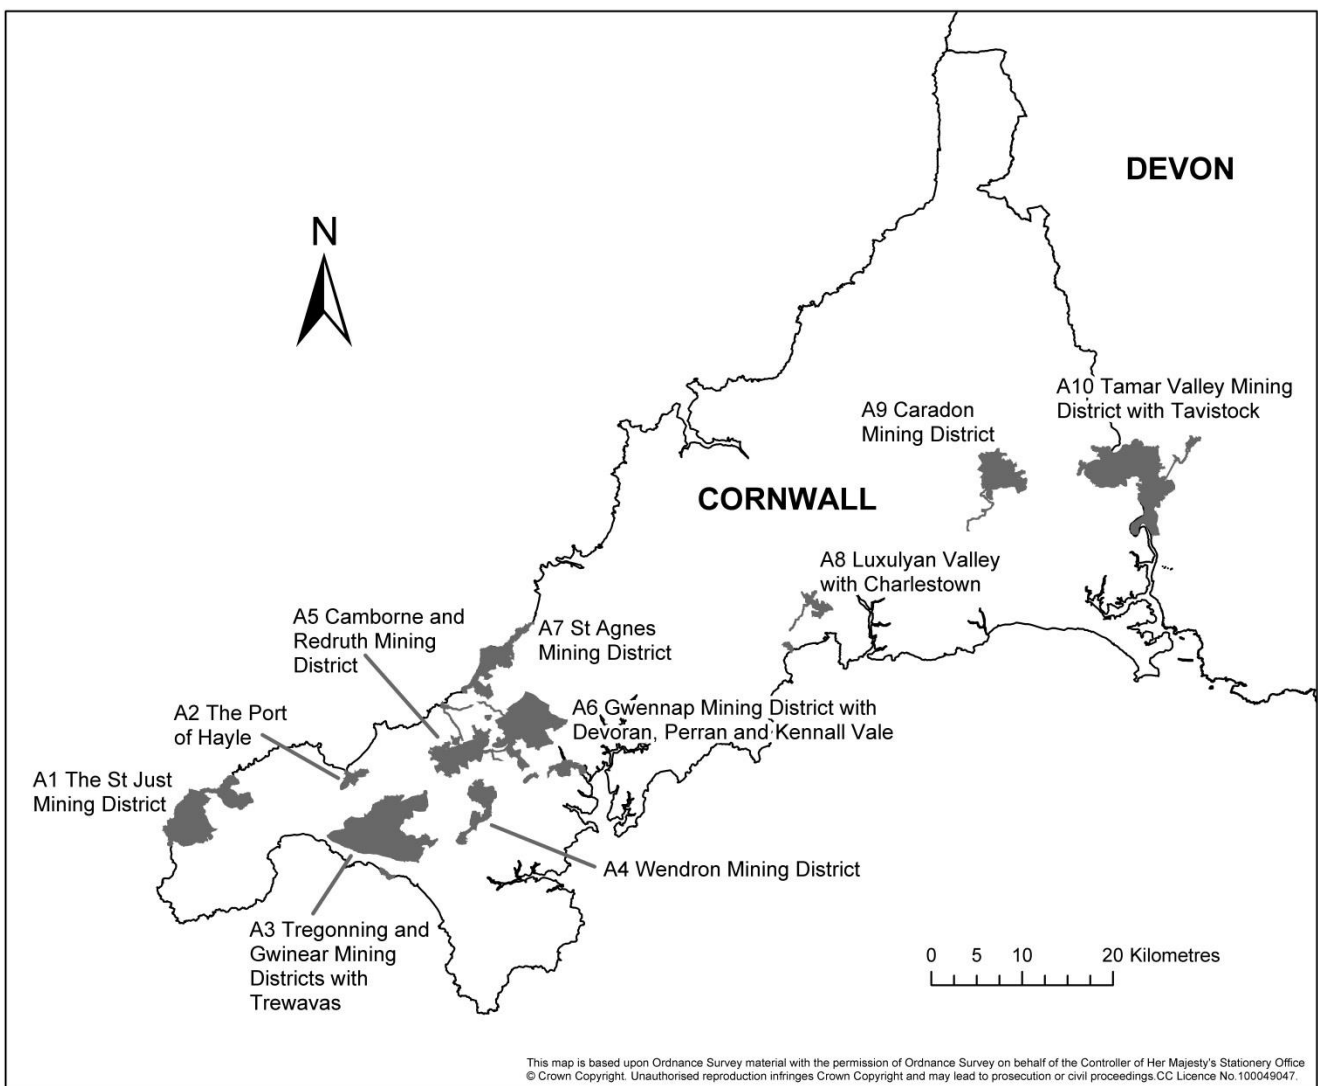 DEVON
N
A10 Tamar Valley Mining
District with Tavistock
A9 Caradon
Mining District
CORNWALL
A8 Luxulyan Valley
with Charlestown
A5 Camborne and
Redruth Mining
District
A7 St Agnes
Mining District
A2 The Port
of Hayle
A6 Gwennap Mining District with
Devoran, Perran and Kennall Vale
A1 The St Just
Mining District
A4 Wendron Mining District
A3 Tregonning and
Gwinear Mining
Districts with
Trewavas
0 5 10 20 Kilometres
This map is based upon Ordnance Survey material with the permission of Ordnance Survey on behalf of the Controller of Her Majesty's Stationery Office
© Crown Copyright. Unauthorised reproduction infringes Crown Copyright and may lead to prosecution or civil proceedings.CC Licence No.100049047.